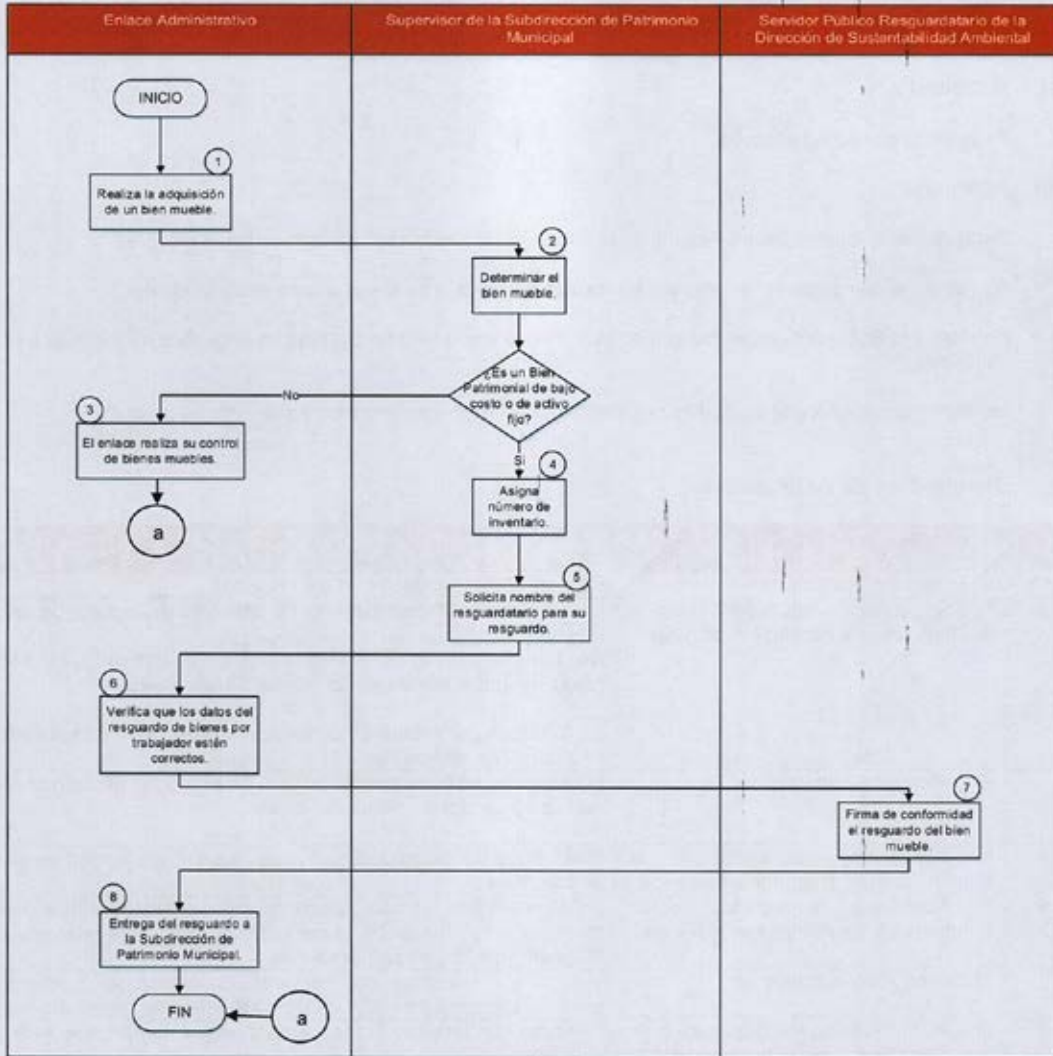 Enlace Administrativo
Supervisor de la Subdirección de Patrimonio
Municipal
Servidor Público Resguardatario de la
Dirección de Sustentabilidad Ambiental
INICIO
1
Realiza la adquisición
de un bien mueble.
2
Determinar el
bien mueble.
¿Es un Bien
Patrimonial de bajo
costo o de activo
fijo?
No
3
El enlace realiza su control
de bienes muebles.
a
Si
4
Asigna
número de
inventario.
5
Solicita nombre del
resguardatario para su
resguardo.
6
Verifica que los datos del
resguardo de bienes por
trabajador estén
correctos.
7
Firma de conformidad
el resguardo del bien
mueble.
8
Entrega del resguardo a
la Subdirección de
Patrimonio Municipal.
FIN
a